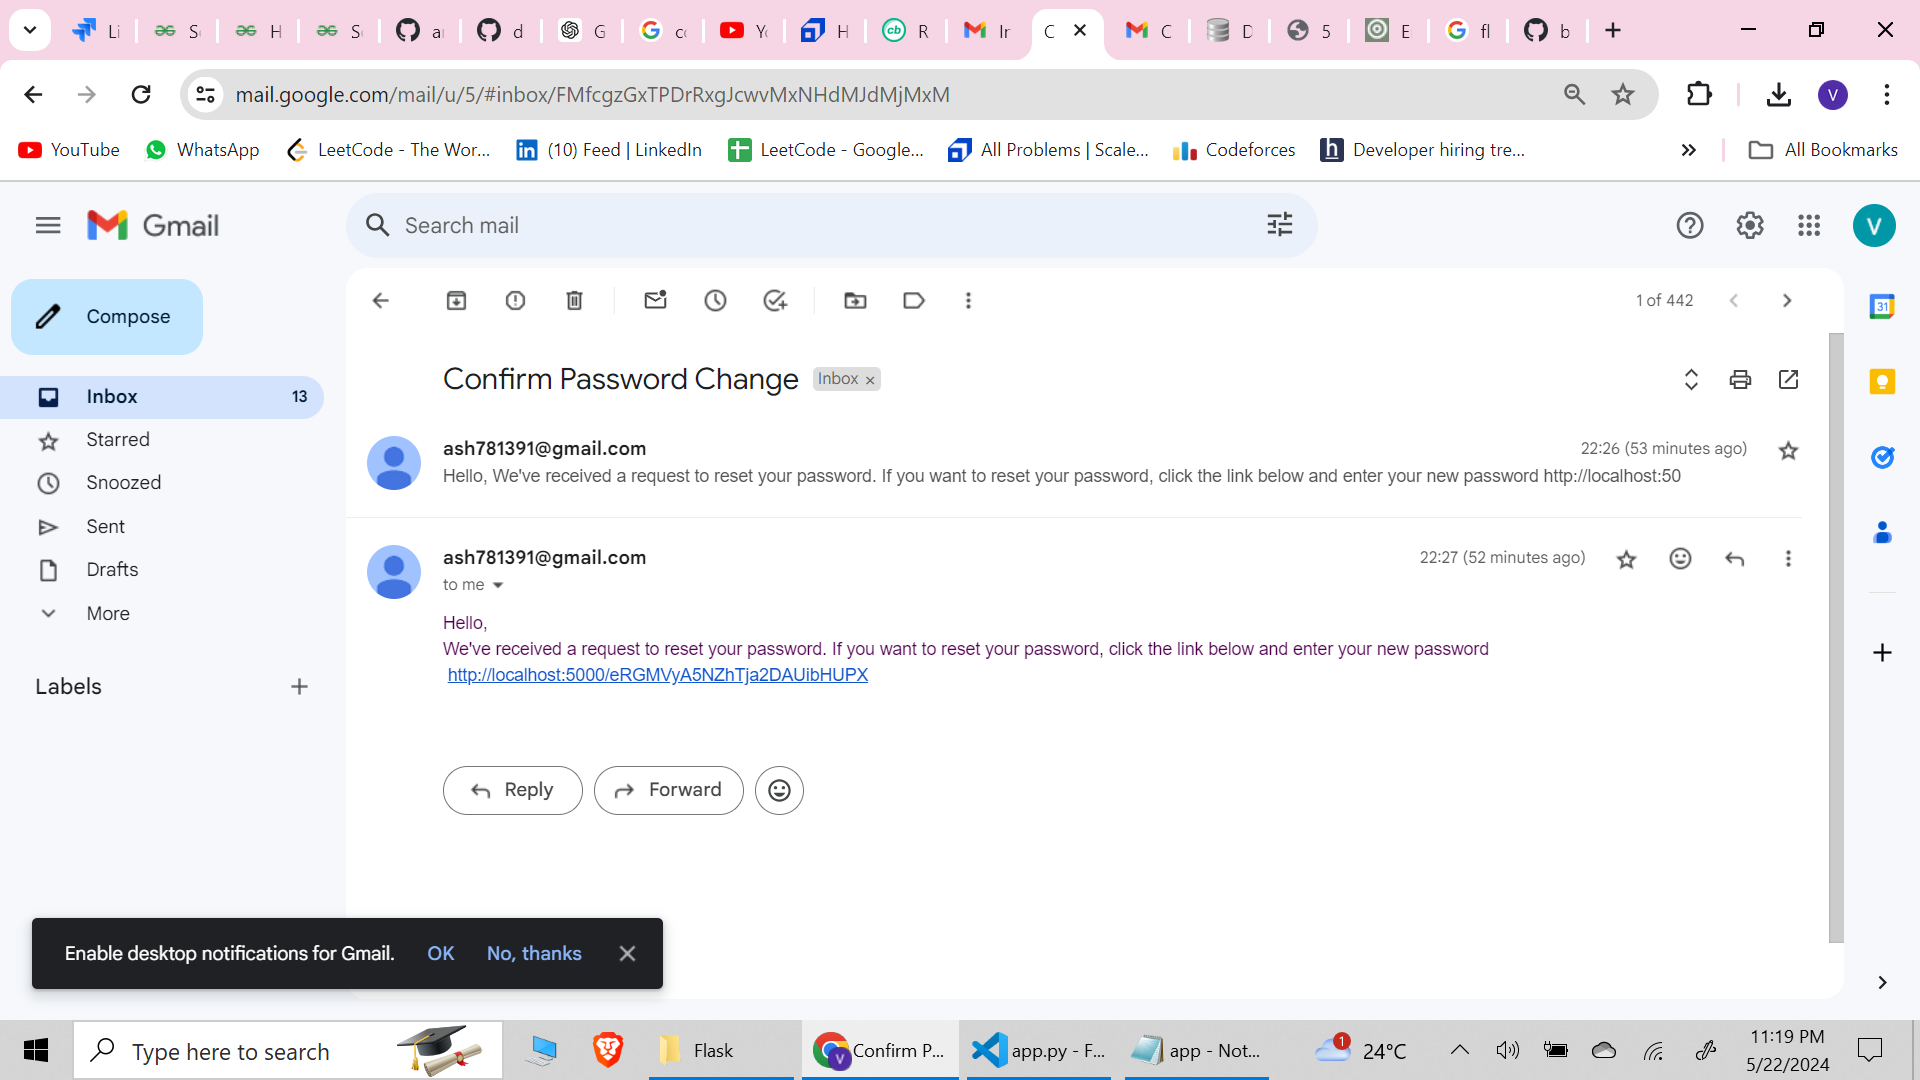 Li
So
H
So
a
d
G
co
Yo
H
R
In
C
C
D
5
E
fl
b
mail.google.com/mail/u/5/#inbox/FMfcgzGxTPDrRxgJcwvMxNHdMJdMjMxM
V
YouTube
WhatsApp
LeetCode - The Wor...
(10) Feed | LinkedIn
LeetCode - Google...
All Problems | Scale...
Codeforces
Developer hiring tre...
All Bookmarks
Gmail
Search mail
V
Compose
1 of 442
31
Confirm Password Change
Inbox ×
Inbox 13
Starred
Snoozed
Sent
Drafts
More
Labels
ash781391@gmail.com
22:26 (53 minutes ago)
Hello, We've received a request to reset your password. If you want to reset your password, click the link below and enter your new password http://localhost:50
ash781391@gmail.com
22:27 (52 minutes ago)
to me
Hello,
We've received a request to reset your password. If you want to reset your password, click the link below and enter your new password
http://localhost:5000/eRGMVyA5NZhTja2DAUibHUPX
Reply
Forward
Enable desktop notifications for Gmail. OK No, thanks
Type here to search
Flask
V
Confirm P...
app.py - F...
app - Not...
1
24°C
11:19 PM
5/22/2024